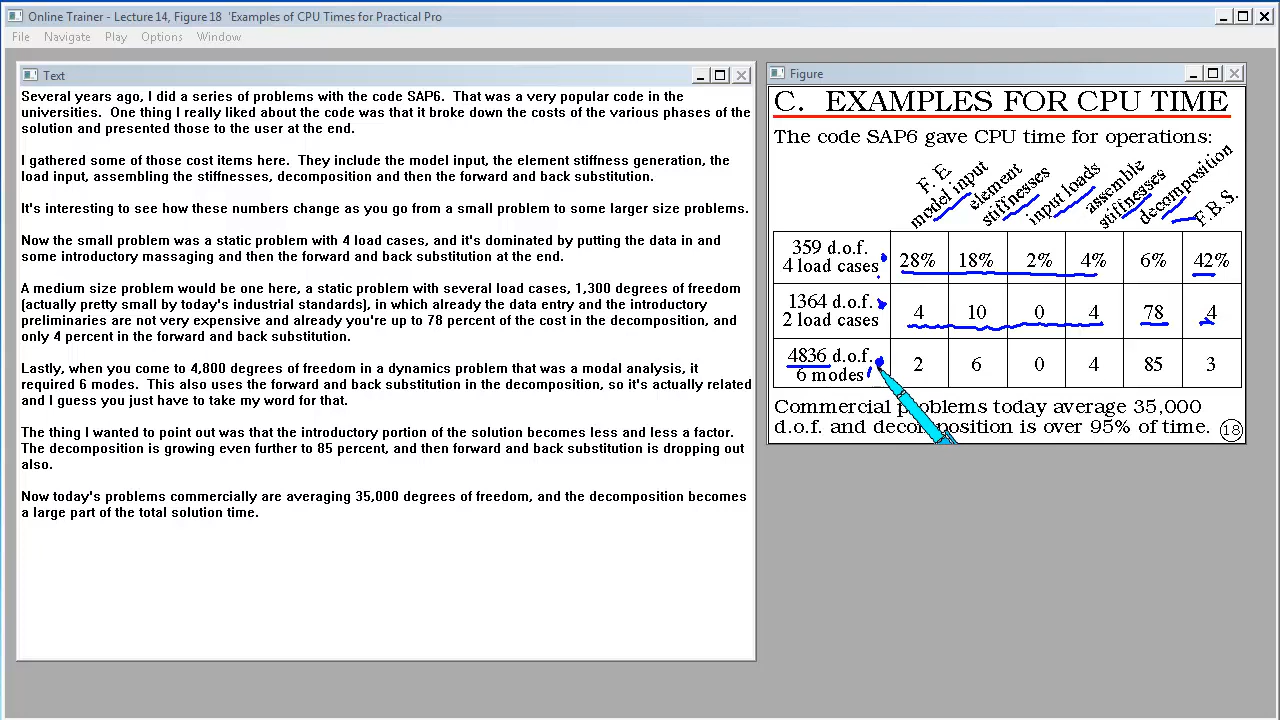 Online Trainer - Lecture 14, Figure 18 'Examples of CPU Times for Practical Pro
File Navigate Play Options Window
Text
Several years ago, I did a series of problems with the code SAP6. That was a very popular code in the
universities. One thing I really liked about the code was that it broke down the costs of the various phases of the
solution and presented those to the user at the end.
I gathered some of those cost items here. They include the model input, the element stiffness generation, the
load input, assembling the stiffnesses, decomposition and then the forward and back substitution.
It's interesting to see how these numbers change as you go from a small problem to some larger size problems.
Now the small problem was a static problem with 4 load cases, and it's dominated by putting the data in and
some introductory massaging and then the forward and back substitution at the end.
A medium size problem would be one here, a static problem with several load cases, 1,300 degrees of freedom
(actually pretty small by today's industrial standards), in which already the data entry and the introductory
preliminaries are not very expensive and already you're up to 78 percent of the cost in the decomposition, and
only 4 percent in the forward and back substitution.
Lastly, when you come to 4,800 degrees of freedom in a dynamics problem that was a modal analysis, it
required 6 modes. This also uses the forward and back substitution in the decomposition, so it's actually related
and I guess you just have to take my word for that.
The thing I wanted to point out was that the introductory portion of the solution becomes less and less a factor.
The decomposition is growing even further to 85 percent, and then forward and back substitution is dropping out
also.
Now today's problems commercially are averaging 35,000 degrees of freedom, and the decomposition becomes
a large part of the total solution time.
Figure
C. EXAMPLES FOR CPU TIME
The code SAP6 gave CPU time for operations:
F. E.
model input
element
stiffnesses
input loads
assemble
stiffnesses
decomposition
F.B.S.
359 d.o.f.
4 load cases
28% 18% 2% 4% 6% 42%
1364 d.o.f.
2 load cases
4 10 0 4 78 4
4836 d.o.f.
6 modes
2 6 0 4 85 3
Commercial problems today average 35,000
d.o.f. and decomposition is over 95% of time.
18